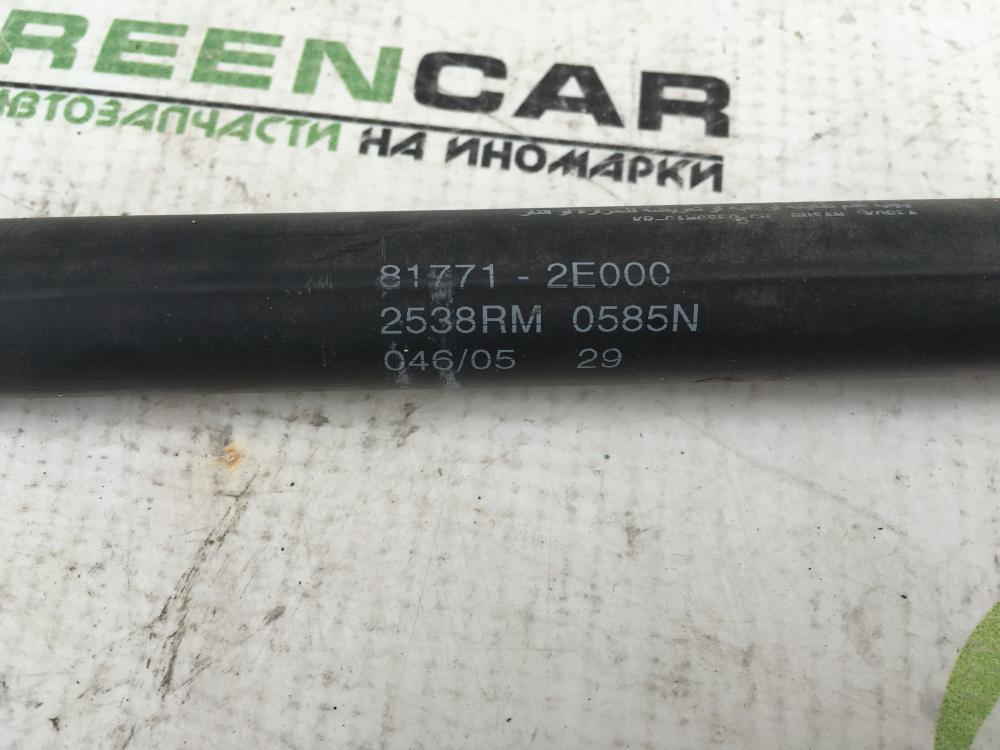 REENCAR
АВТОЗАПЧАСТИ НА ИНОМАРКИ
81771 - 2E000
2538RM 0585N
046/05 29